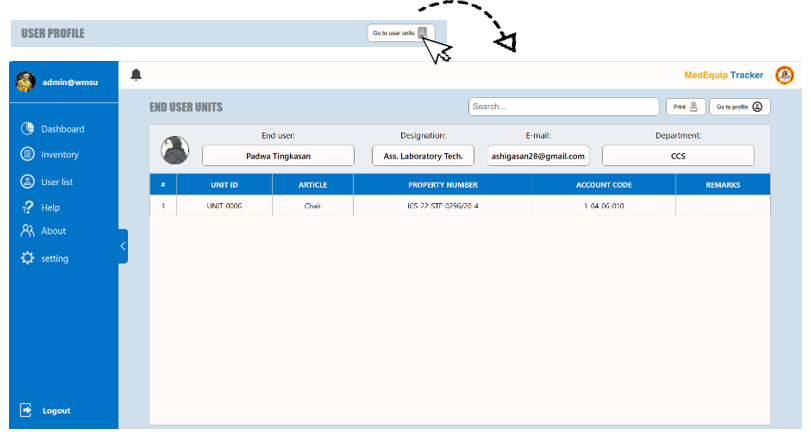 USER PROFILE
Go to user units
admin@wmsu
MedEquip Tracker
END USER UNITS
Search...
Print
Go to profile
Dashboard
Inventory
User list
Help
About
setting
Logout
End user: Designation: E-mail: Department:
Padwa Tingkasan Ass. Laboratory Tech. ashigasan28@gmail.com CCS
# UNIT ID ARTICLE PROPERTY NUMBER ACCOUNT CODE REMARKS
1 UNIT-0006 Chair ICS-22-STF-0296/20-4 1-04-06-010